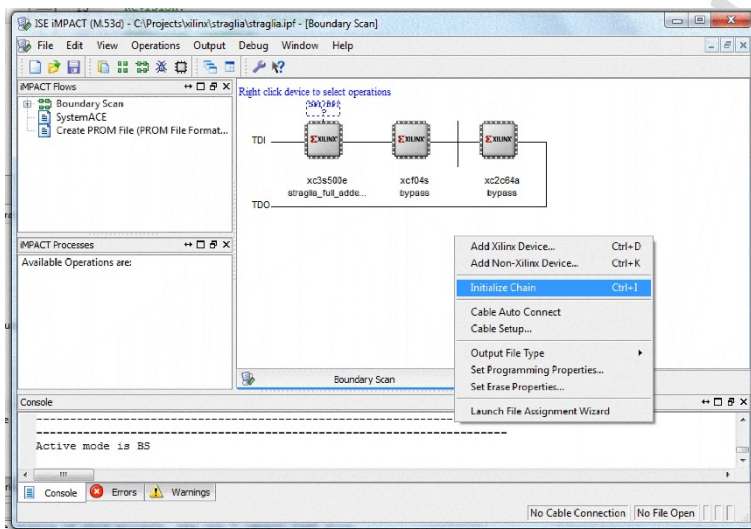 ISE iMPACT (M.53d) - C:\Projects\xilinx\straglia\straglia.ipf - [Boundary Scan]
File Edit View Operations Output Debug Window Help
iMPACT Flows
Boundary Scan
SystemACE
Create PROM File (PROM File Format...
Right click device to select operations
TDI
XILINX
XILINX
XILINX
xc3s500e
straglia_full_adde...
xcf04s
bypass
xc2c64a
bypass
TDO
iMPACT Processes
Available Operations are:
Add Xilinx Device... Ctrl+D
Add Non-Xilinx Device... Ctrl+K
Initialize Chain Ctrl+I
Cable Auto Connect
Cable Setup...
Output File Type
Set Programming Properties...
Set Erase Properties...
Launch File Assignment Wizard
Boundary Scan
Console
Active mode is BS
Console Errors Warnings
No Cable Connection No File Open